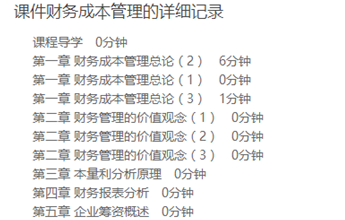 课件财务成本管理的详细记录
课程导学 0分钟
第一章 财务成本管理总论（2） 6分钟
第一章 财务成本管理总论（1） 0分钟
第一章 财务成本管理总论（3） 1分钟
第二章 财务管理的价值观念（1） 0分钟
第二章 财务管理的价值观念（2） 0分钟
第二章 财务管理的价值观念（3） 0分钟
第三章 本量利分析原理 0分钟
第四章 财务报表分析 0分钟
第五章 企业筹资概述 0分钟